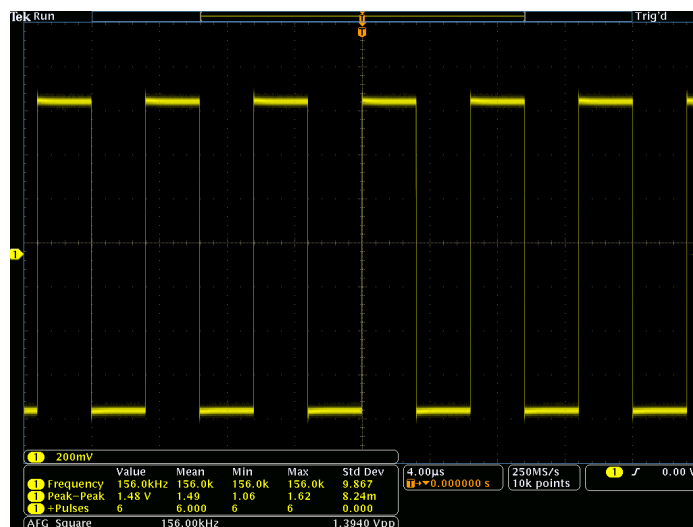 Tek Run Trig'd
T
T
1
1 200mV
Value Mean Min Max Std Dev
1 Frequency 156.0kHz 156.0k 156.0k 156.0k 9.867
1 Peak-Peak 1.48 V 1.49 1.06 1.62 8.24m
1 +Pulses 6 6.000 6 6 0.000
4.00µs
T→▼0.000000 s
250MS/s
10k points
1 0.00 V
AFG Square 156.00kHz 1.3940 Vpp